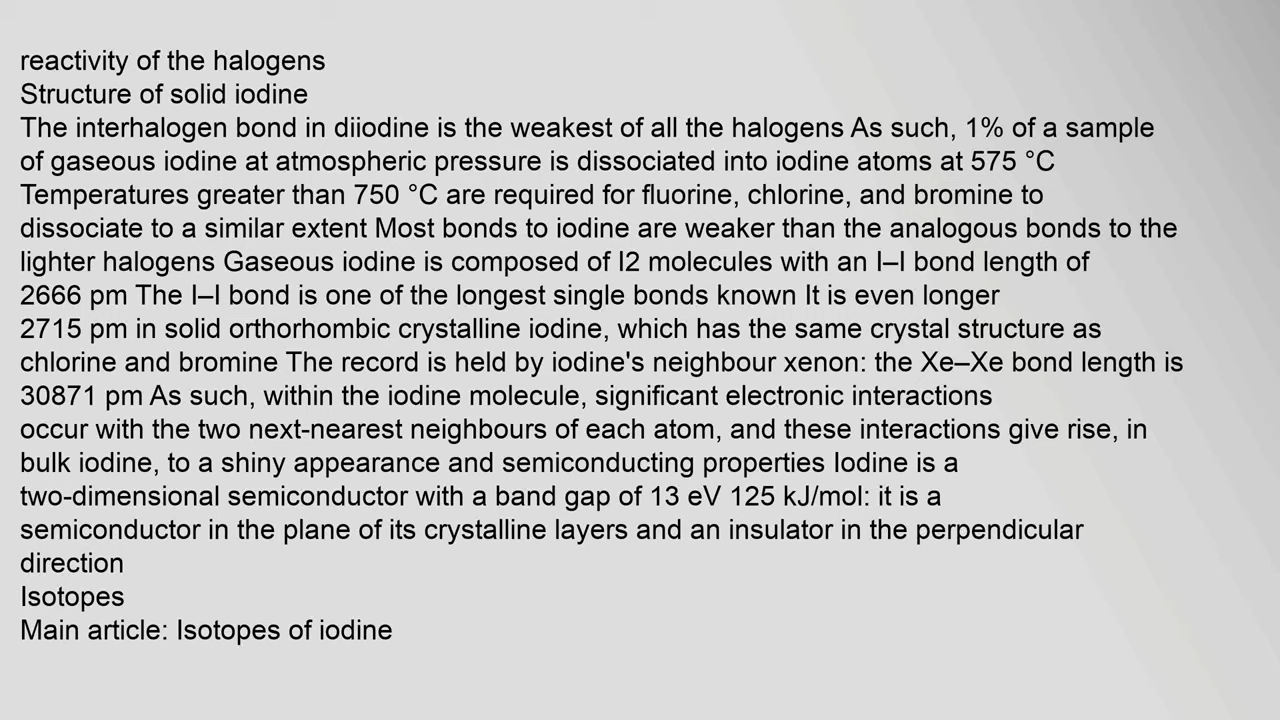 reactivity of the halogens
Structure of solid iodine
The interhalogen bond in diiodine is the weakest of all the halogens As such, 1% of a sample
of gaseous iodine at atmospheric pressure is dissociated into iodine atoms at 575 °C
Temperatures greater than 750 °C are required for fluorine, chlorine, and bromine to
dissociate to a similar extent Most bonds to iodine are weaker than the analogous bonds to the
lighter halogens Gaseous iodine is composed of I2 molecules with an I–I bond length of
2666 pm The I–I bond is one of the longest single bonds known It is even longer
2715 pm in solid orthorhombic crystalline iodine, which has the same crystal structure as
chlorine and bromine The record is held by iodine's neighbour xenon: the Xe–Xe bond length is
30871 pm As such, within the iodine molecule, significant electronic interactions
occur with the two next-nearest neighbours of each atom, and these interactions give rise, in
bulk iodine, to a shiny appearance and semiconducting properties Iodine is a
two-dimensional semiconductor with a band gap of 13 eV 125 kJ/mol: it is a
semiconductor in the plane of its crystalline layers and an insulator in the perpendicular
direction
Isotopes
Main article: Isotopes of iodine